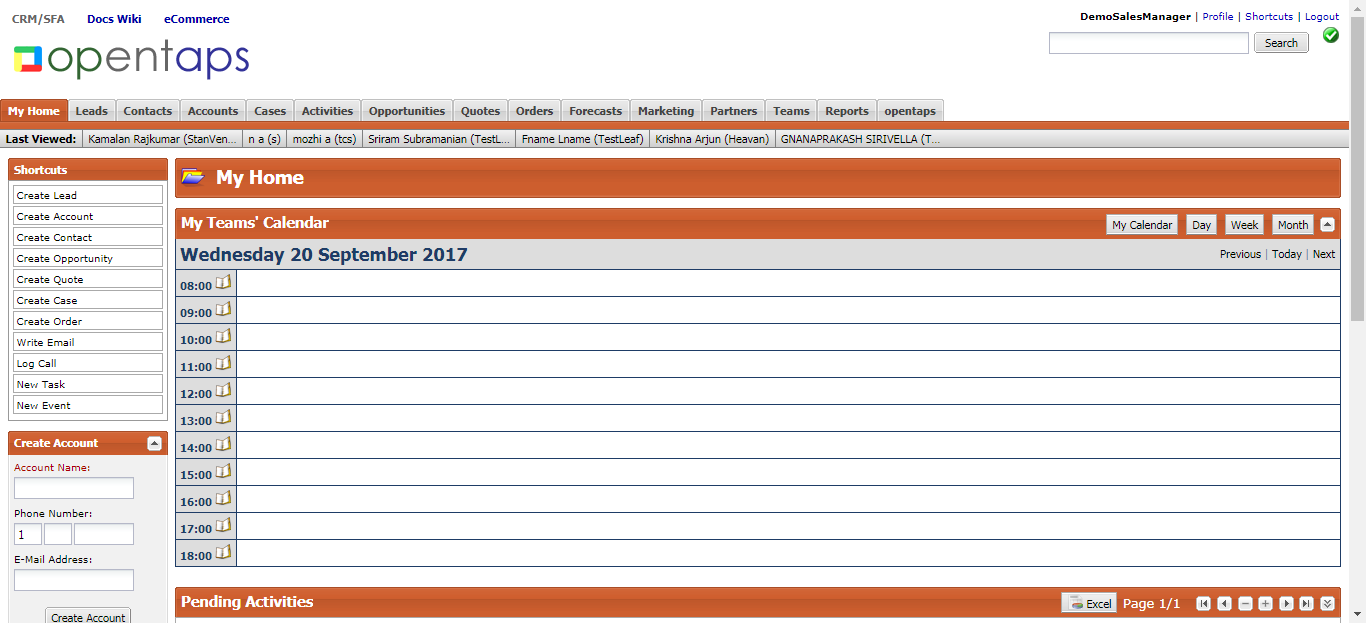 CRM/SFA Docs Wiki eCommerce
DemoSalesManager | Profile | Shortcuts | Logout
opentaps
Search
My Home Leads Contacts Accounts Cases Activities Opportunities Quotes Orders Forecasts Marketing Partners Teams Reports opentaps
Last Viewed: Kamalan Rajkumar (StanVen... n a (s) mozhi a (tcs) Sriram Subramanian (TestL... Fname Lname (TestLeaf) Krishna Arjun (Heavan) GNANAPRAKASH SIRIVELLA (T...
Shortcuts
Create Lead
Create Account
Create Contact
Create Opportunity
Create Quote
Create Case
Create Order
Write Email
Log Call
New Task
New Event
Create Account
Account Name:
Phone Number:
1
E-Mail Address:
Create Account
My Home
My Teams' Calendar
My Calendar Day Week Month
Wednesday 20 September 2017
Previous | Today | Next
08:00
09:00
10:00
11:00
12:00
13:00
14:00
15:00
16:00
17:00
18:00
Pending Activities
Excel Page 1/1